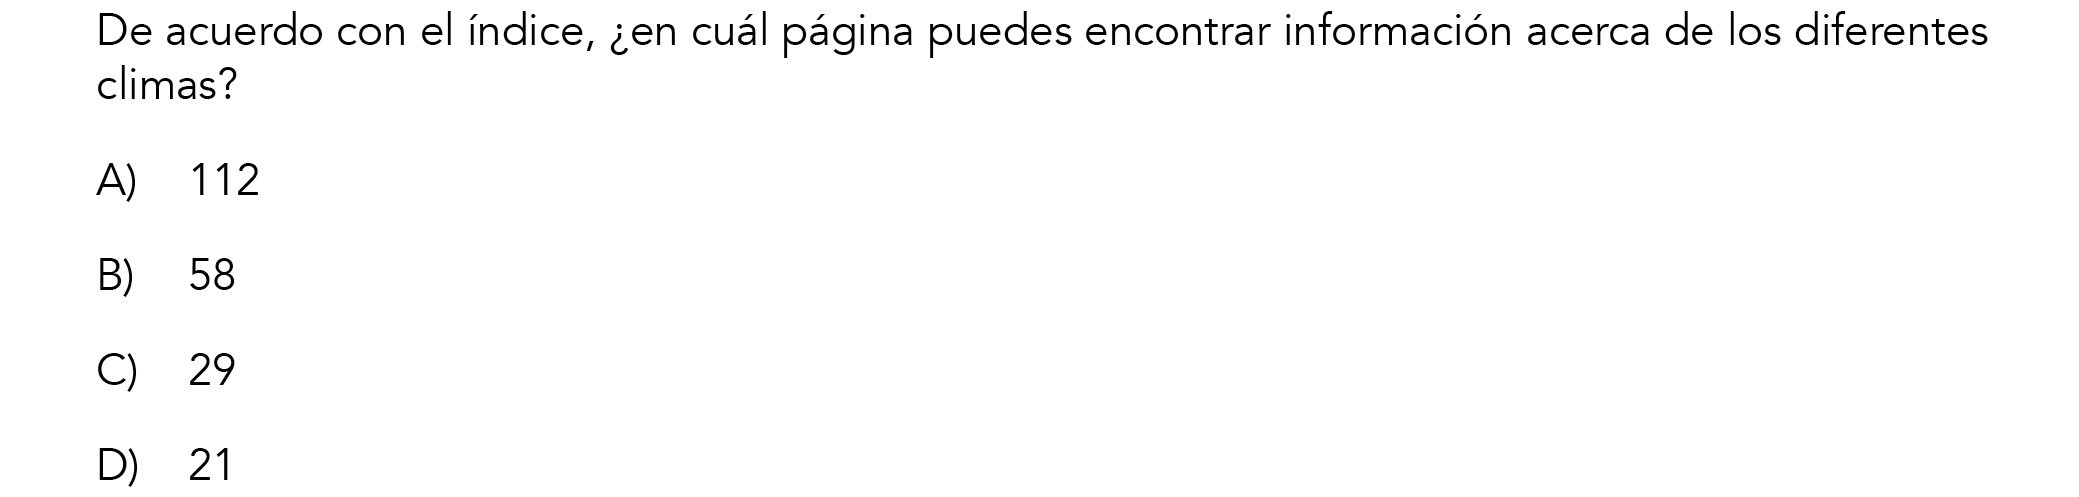 De acuerdo con el índice, ¿en cuál página puedes encontrar información acerca de los diferentes
climas?
A) 112
B) 58
C) 29
D) 21